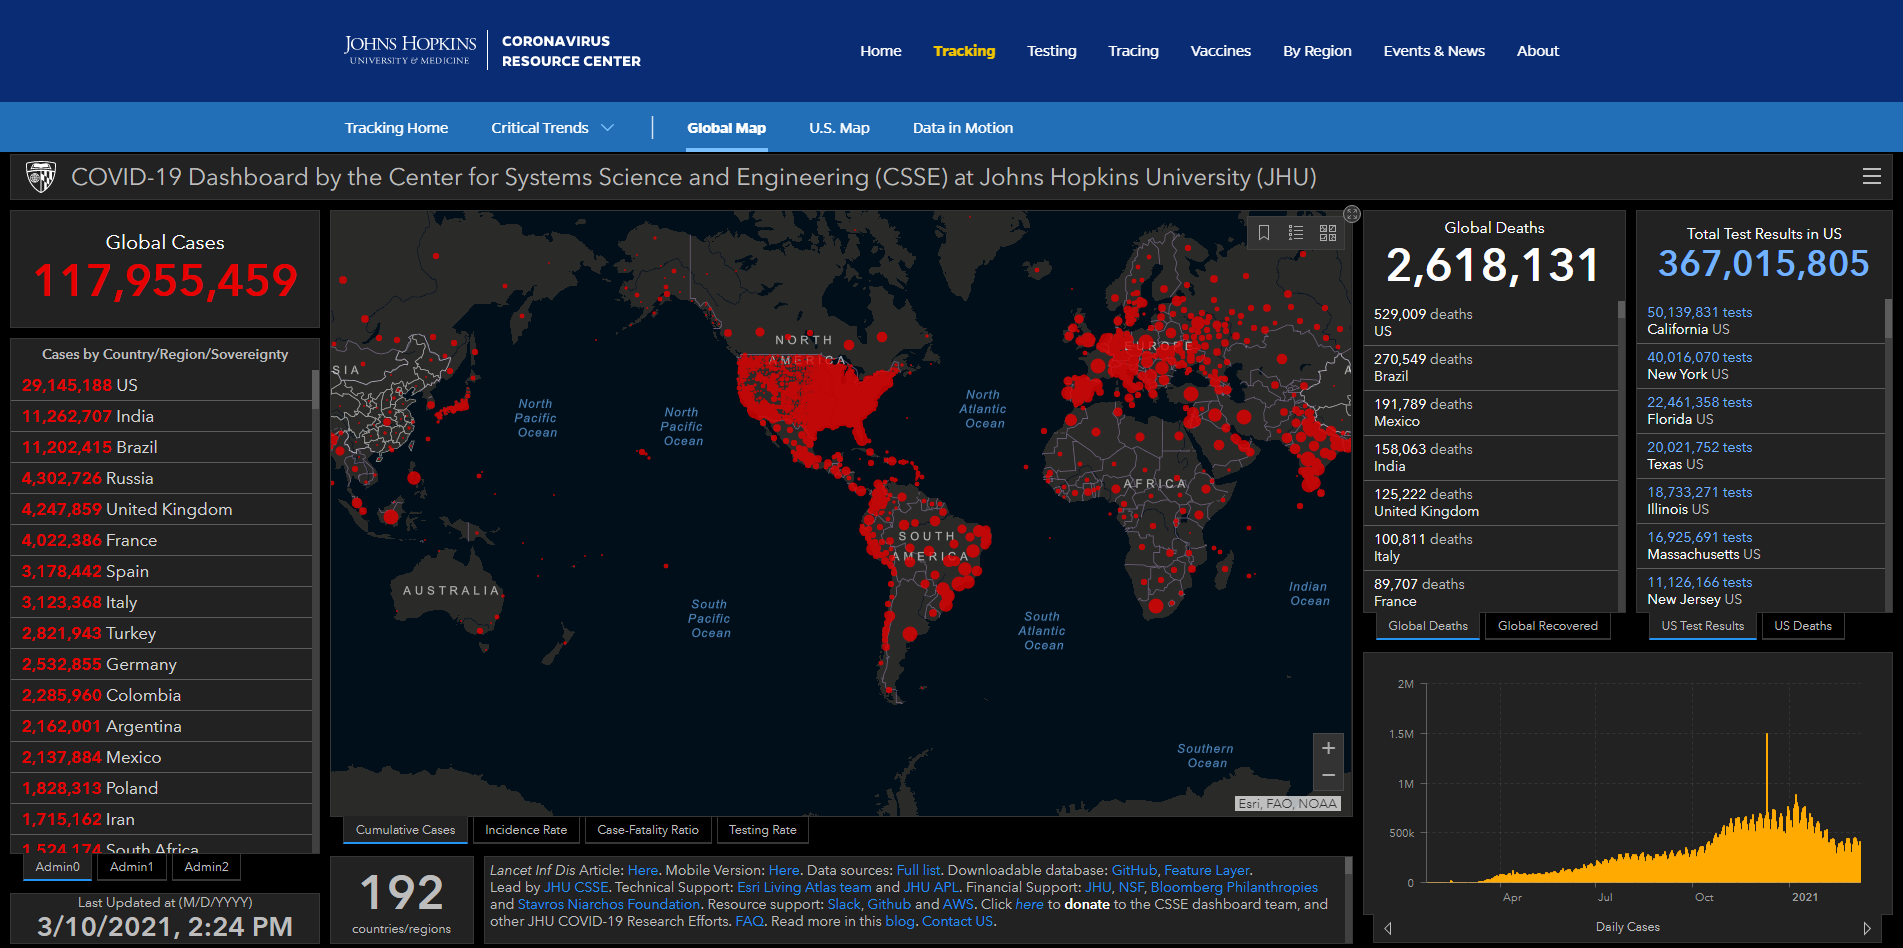 JOHNS HOPKINS
UNIVERSITY & MEDICINE
CORONAVIRUS
RESOURCE CENTER
Home
Tracking
Testing
Tracing
Vaccines
By Region
Events & News
About
Tracking Home
Critical Trends
Global Map
U.S. Map
Data in Motion
COVID-19 Dashboard by the Center for Systems Science and Engineering (CSSE) at Johns Hopkins University (JHU)
Global Cases
117,955,459
Cases by Country/Region/Sovereignty
29,145,188 US
11,262,707 India
11,202,415 Brazil
4,302,726 Russia
4,247,859 United Kingdom
4,022,386 France
3,178,442 Spain
3,123,368 Italy
2,821,943 Turkey
2,532,855 Germany
2,285,960 Colombia
2,162,001 Argentina
2,137,884 Mexico
1,828,313 Poland
1,715,162 Iran
1,524,174 South Africa
Admin0
Admin1
Admin2
Last Updated at (M/D/YYYY)
3/10/2021, 2:24 PM
NORTH
AMERICA
EUROPE
SIA
A
North
Pacific
Ocean
North
Pacific
Ocean
North
Atlantic
Ocean
AFRICA
SOUTH
AMERICA
AUSTRALIA
Indian
Ocean
South
Pacific
Ocean
South
Atlantic
Ocean
Southern
Ocean
+
−
Esri, FAO, NOAA
Cumulative Cases
Incidence Rate
Case-Fatality Ratio
Testing Rate
192
countries/regions
Lancet Inf Dis Article: Here. Mobile Version: Here. Data sources: Full list. Downloadable database: GitHub, Feature Layer.
Lead by JHU CSSE. Technical Support: Esri Living Atlas team and JHU APL. Financial Support: JHU, NSF, Bloomberg Philanthropies
and Stavros Niarchos Foundation. Resource support: Slack, Github and AWS. Click here to donate to the CSSE dashboard team, and
other JHU COVID-19 Research Efforts. FAQ. Read more in this blog. Contact US.
Global Deaths
2,618,131
529,009 deaths
US
270,549 deaths
Brazil
191,789 deaths
Mexico
158,063 deaths
India
125,222 deaths
United Kingdom
100,811 deaths
Italy
89,707 deaths
France
Global Deaths
Global Recovered
Total Test Results in US
367,015,805
50,139,831 tests
California US
40,016,070 tests
New York US
22,461,358 tests
Florida US
20,021,752 tests
Texas US
18,733,271 tests
Illinois US
16,925,691 tests
Massachusetts US
11,126,166 tests
New Jersey US
US Test Results
US Deaths
2M
1.5M
1M
500k
0
Apr
Jul
Oct
2021
Daily Cases